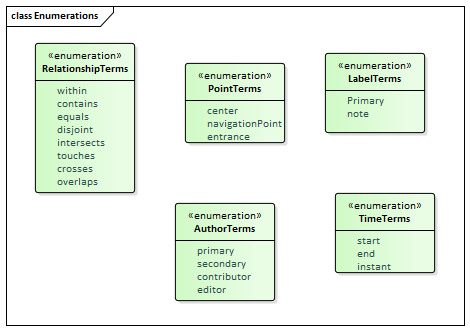 class Enumerations
«enumeration»
RelationshipTerms
within
contains
equals
disjoint
intersects
touches
crosses
overlaps
«enumeration»
PointTerms
center
navigationPoint
entrance
«enumeration»
LabelTerms
Primary
note
«enumeration»
AuthorTerms
primary
secondary
contributor
editor
«enumeration»
TimeTerms
start
end
instant